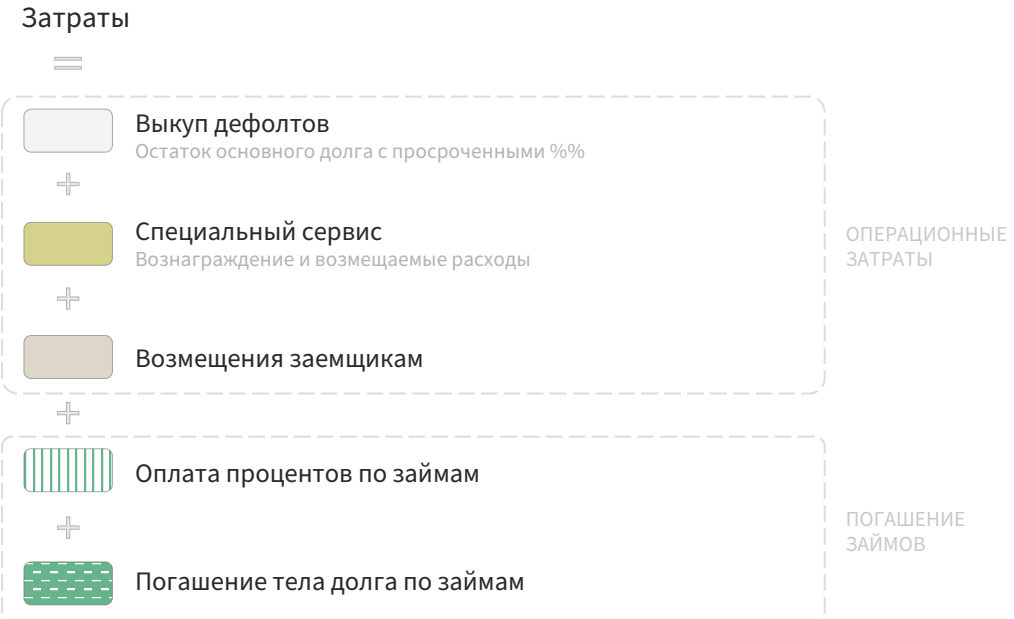 Затраты
=
Выкуп дефолтов
Остаток основного долга с просроченными %%
+
Специальный сервис
Вознаграждение и возмещаемые расходы
ОПЕРАЦИОННЫЕ
ЗАТРАТЫ
+
Возмещения заемщикам
+
Оплата процентов по займам
+
ПОГАШЕНИЕ
ЗАЙМОВ
Погашение тела долга по займам